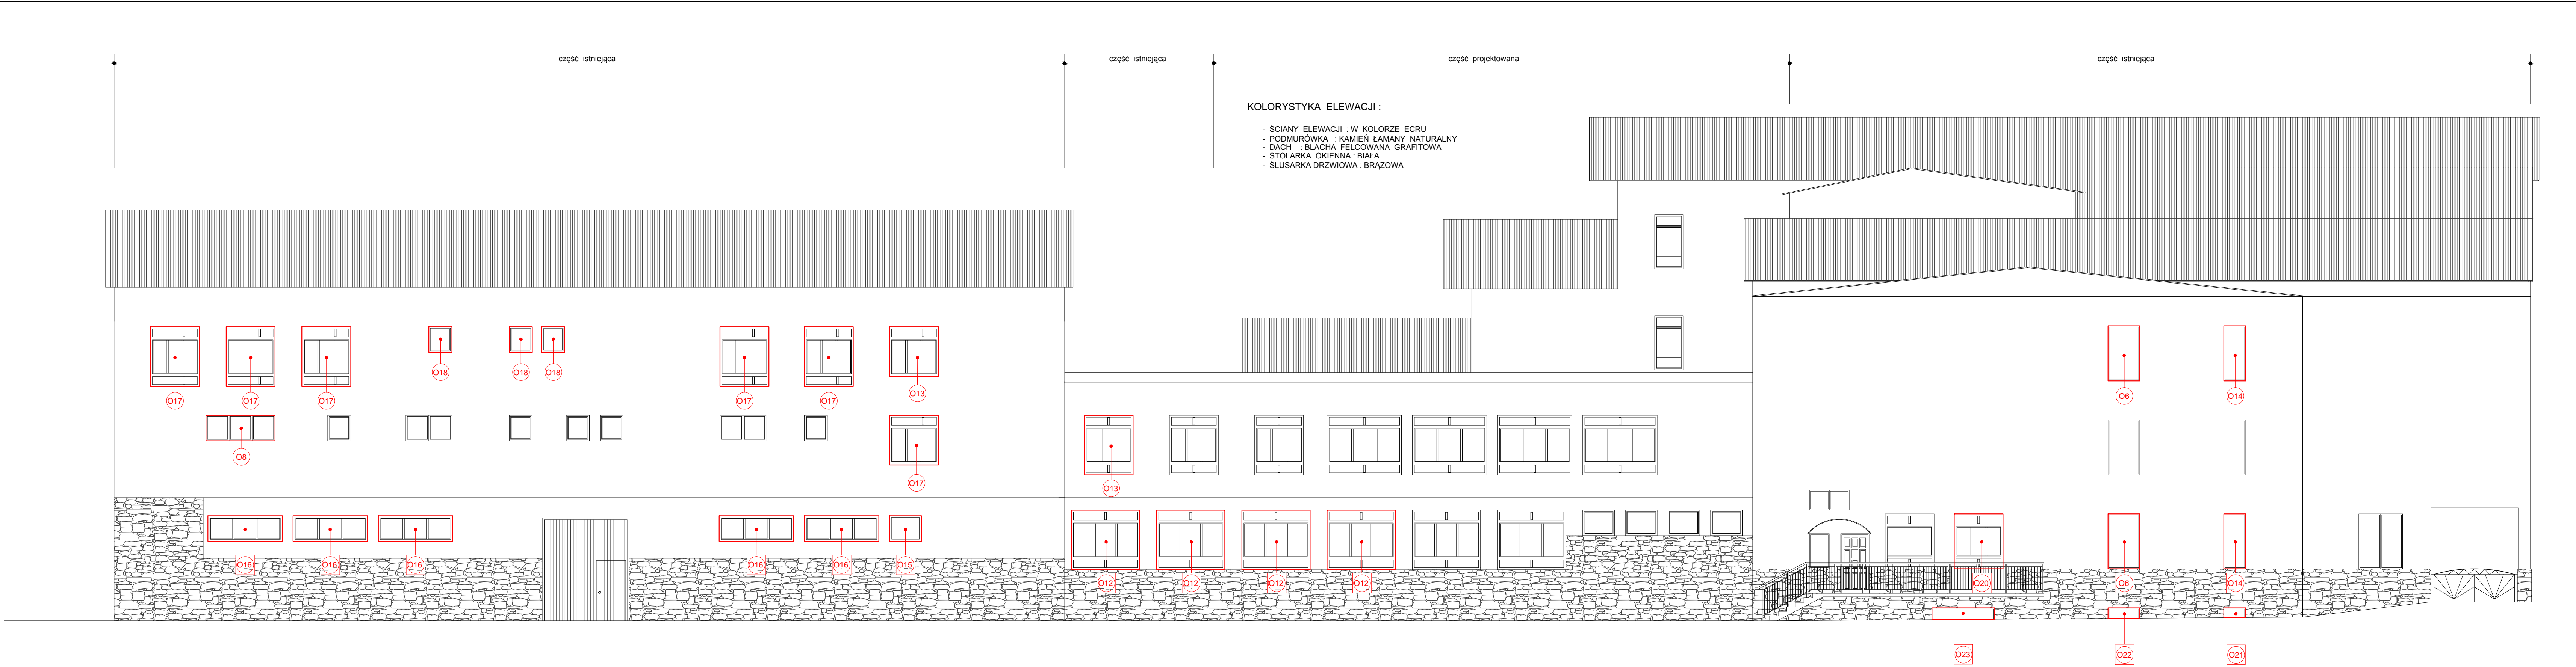 część istniejąca
część istniejąca
część projektowana
część istniejąca
KOLORYSTYKA ELEWACJI :
- ŚCIANY ELEWACJI : W KOLORZE ECRU
- PODMURÓWKA : KAMIEŃ ŁAMANY NATURALNY
- DACH : BLACHA FELCOWANA GRAFITOWA
- STOLARKA OKIENNA : BIAŁA
- ŚLUSARKA DRZWIOWA : BRĄZOWA
O18 O18 O18
O13
O6 O14
O17 O17 O17 O17 O17
O8
O17
O13
O16 O16 O16 O16 O16 O15
O12 O12 O12 O12 O20 O6 O14
O23 O22 O21